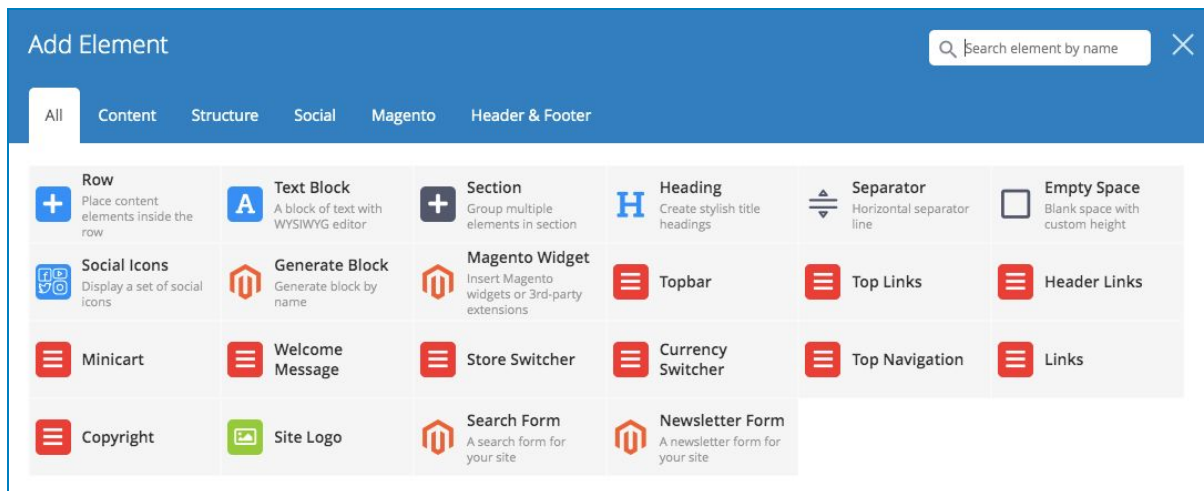 Add Element
Search element by name
All Content Structure Social Magento Header & Footer
Row
Place content
elements inside the
row
Text Block
A block of text with
WYSIWYG editor
Section
Group multiple
elements in section
Heading
Create stylish title
headings
Separator
Horizontal separator
line
Empty Space
Blank space with
custom height
Social Icons
Display a set of social
icons
Generate Block
Generate block by
name
Magento Widget
Insert Magento
widgets or 3rd-party
extensions
Topbar
Top Links
Header Links
Minicart
Welcome
Message
Store Switcher
Currency
Switcher
Top Navigation
Links
Copyright
Site Logo
Search Form
A search form for
your site
Newsletter Form
A newsletter form for
your site